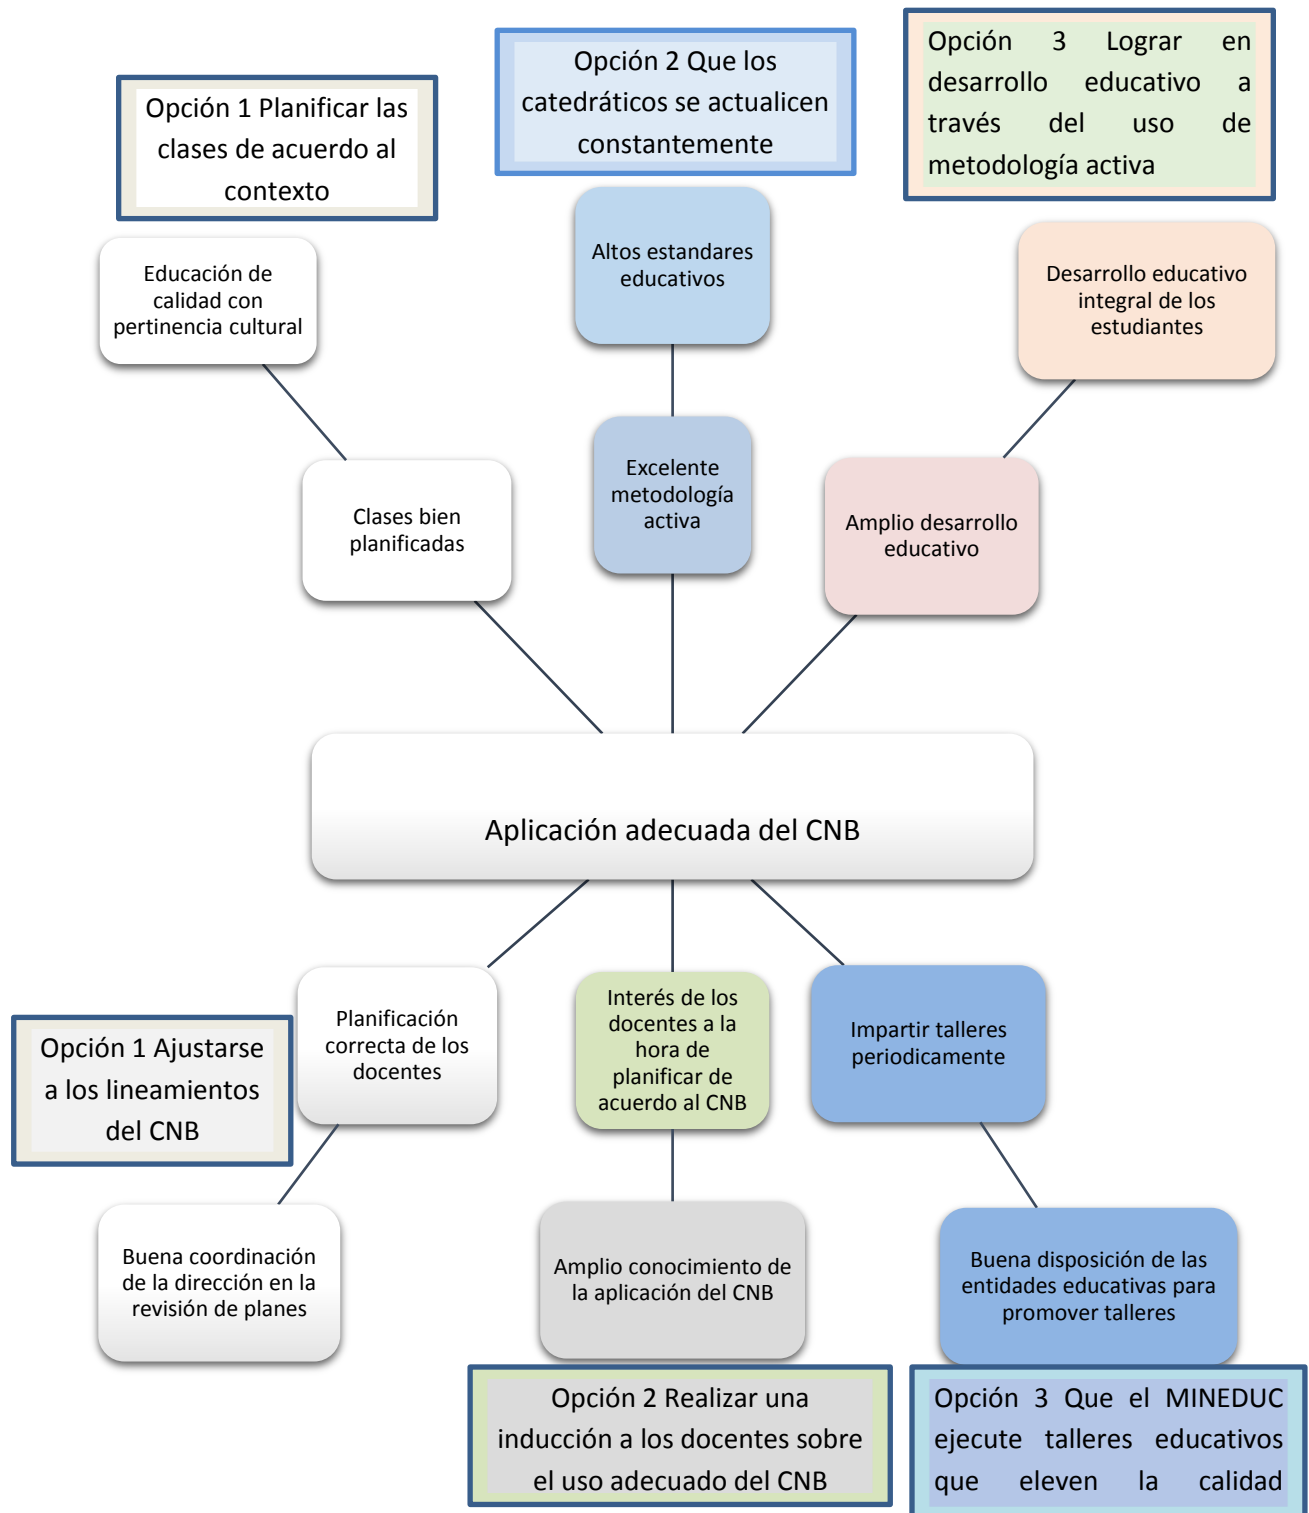 Opción 1 Planificar las
clases de acuerdo al
contexto
Opción 2 Que los
catedráticos se actualicen
constantemente
Opción 3 Lograr en
desarrollo educativo a
través del uso de
metodología activa
Educación de
calidad con
pertinencia cultural
Altos estandares
educativos
Desarrollo educativo
integral de los
estudiantes
Clases bien
planificadas
Excelente
metodología
activa
Amplio desarrollo
educativo
Aplicación adecuada del CNB
Opción 1 Ajustarse
a los lineamientos
del CNB
Planificación
correcta de los
docentes
Interés de los
docentes a la
hora de
planificar de
acuerdo al CNB
Impartir talleres
periodicamente
Buena coordinación
de la dirección en la
revisión de planes
Amplio conocimiento de
la aplicación del CNB
Buena disposición de las
entidades educativas para
promover talleres
Opción 2 Realizar una
inducción a los docentes sobre
el uso adecuado del CNB
Opción 3 Que el MINEDUC
ejecute talleres educativos
que eleven la calidad